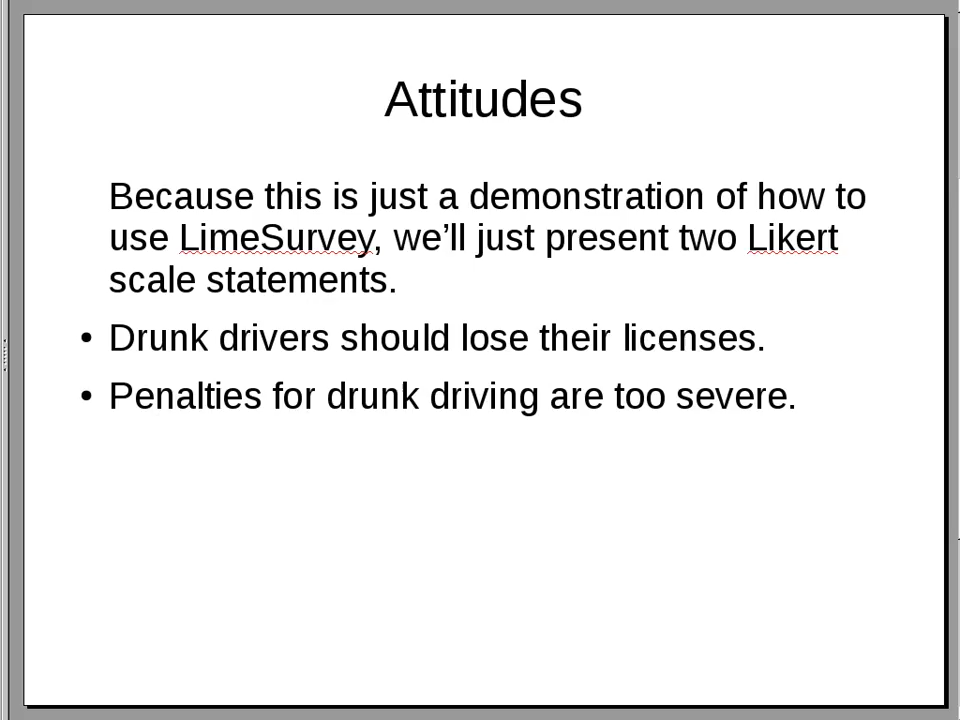 Attitudes
Because this is just a demonstration of how to
use LimeSurvey, we’ll just present two Likert
scale statements.
• Drunk drivers should lose their licenses.
• Penalties for drunk driving are too severe.